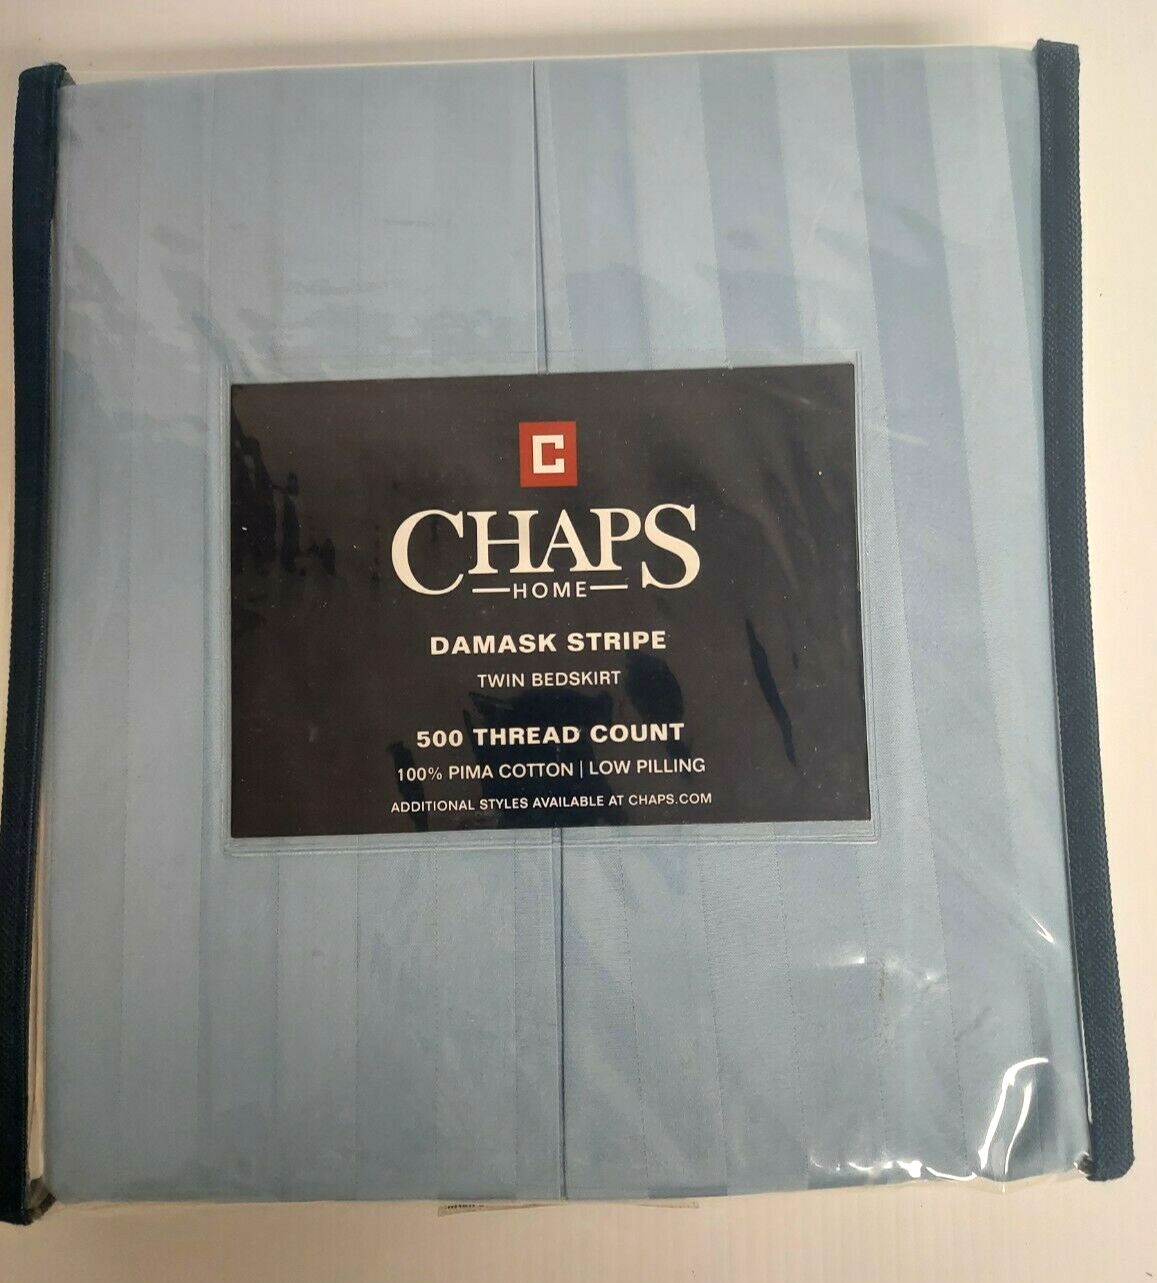 C
CHAPS
HOME
DAMASK STRIPE
TWIN BEDSKIRT
500 THREAD COUNT
100% PIMA COTTON | LOW PILLING
ADDITIONAL STYLES AVAILABLE AT CHAPS.COM